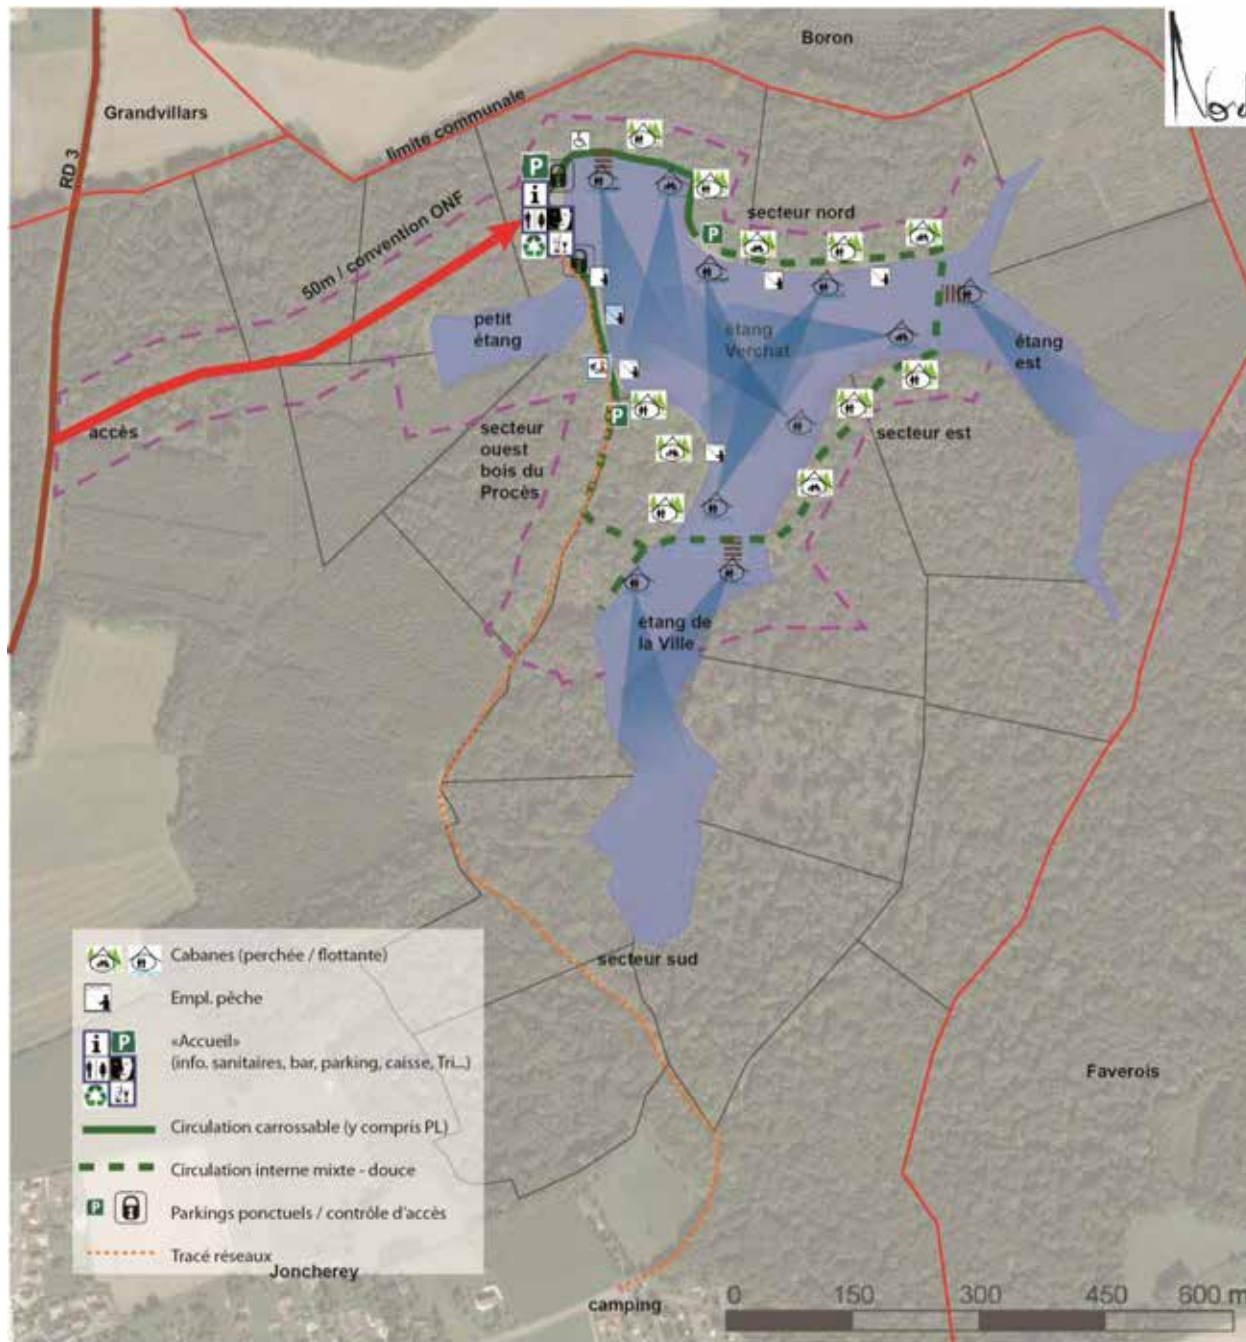 Boron
Grandvillars
limite communale
RD 3
P
i
secteur nord
P
50m / convention ONF
petit
étang
étang
Verchat
étang
est
accès
P
secteur
ouest
bois du
Procès
secteur est
étang de
la Ville
secteur sud
Cabanes (perchée / flottante)
Empl. pêche
i P
«Accueil»
(info. sanitaires, bar, parking, caisse, Tri...)
Circulation carrossable (y compris PL)
Circulation interne mixte - douce
P
Parkings ponctuels / contrôle d'accès
Tracé réseaux
Joncherey
Faverois
camping
0 150 300 450 600 m